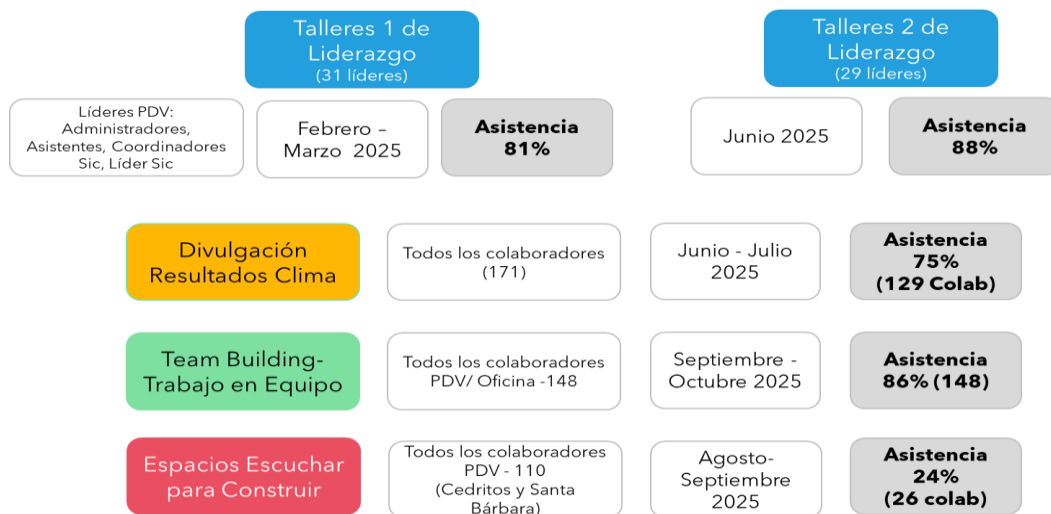 Talleres 1 de
Liderazgo
(31 líderes)
Talleres 2 de
Liderazgo
(29 líderes)
Líderes PDV:
Administradores,
Asistentes, Coordinadores
Sic, Líder Sic
Febrero –
Marzo 2025
Asistencia
81%
Junio 2025
Asistencia
88%
Divulgación
Resultados Clima
Todos los colaboradores
(171)
Junio - Julio
2025
Asistencia
75%
(129 Colab)
Team Building-
Trabajo en Equipo
Todos los colaboradores
PDV/ Oficina -148
Septiembre -
Octubre 2025
Asistencia
86% (148)
Espacios Escuchar
para Construir
Todos los colaboradores
PDV - 110
(Cedritos y Santa
Bárbara)
Agosto-
Septiembre
2025
Asistencia
24%
(26 colab)